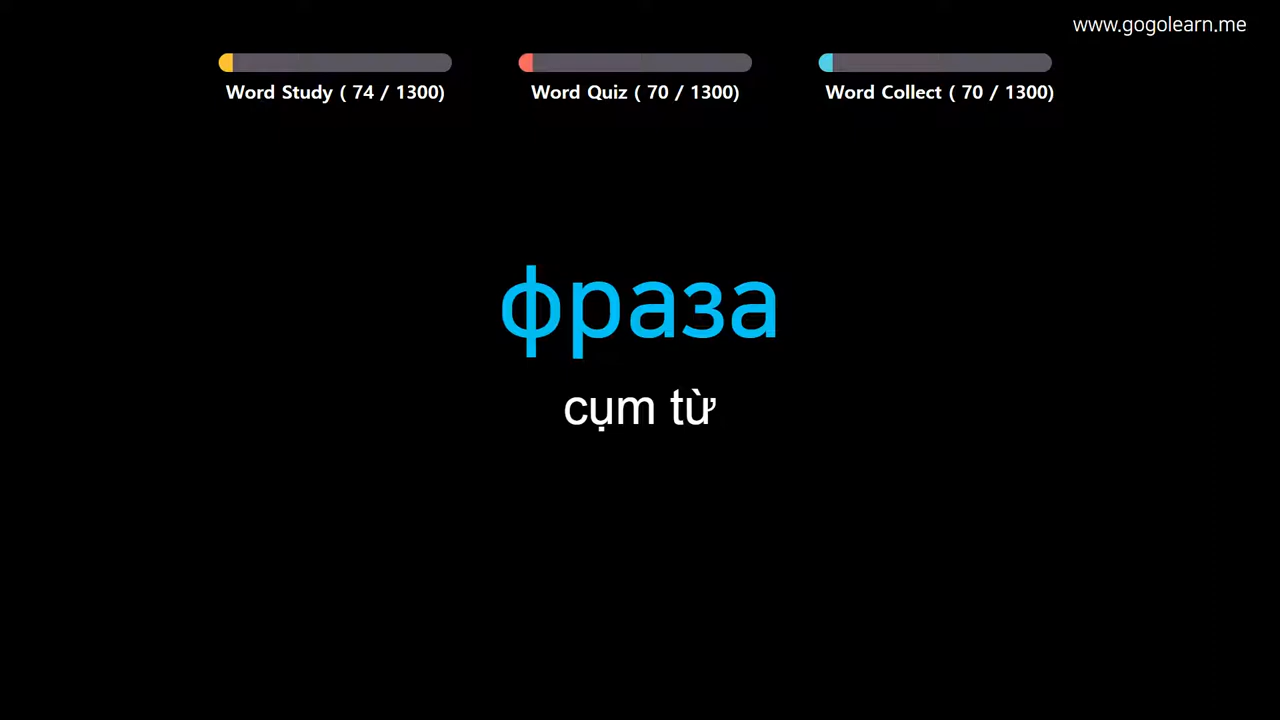 www.gogolearn.me
Word Study ( 74 / 1300)
Word Quiz ( 70 / 1300)
Word Collect ( 70 / 1300)
фраза
cụm từ